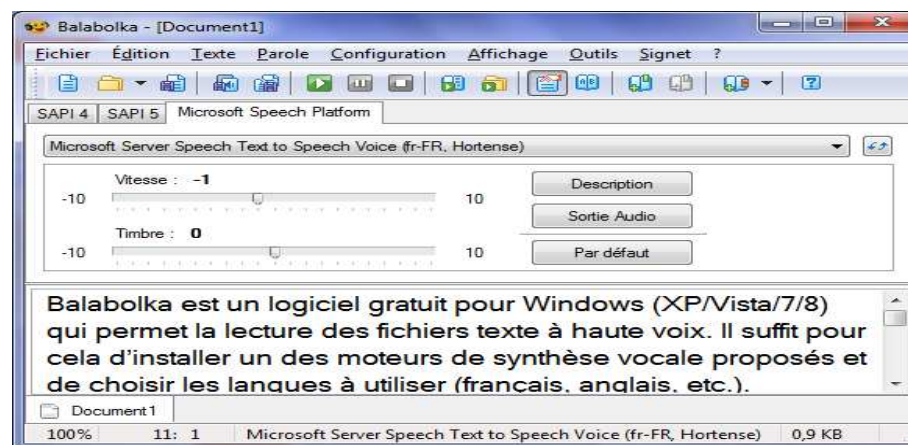 Balabolka - [Document1]
Fichier Édition Texte Parole Configuration Affichage Outils Signet ?
SAPI 4 SAPI 5 Microsoft Speech Platform
Microsoft Server Speech Text to Speech Voice (fr-FR, Hortense)
Vitesse : -1
-10 10
Description
Sortie Audio
Timbre : 0
-10 10
Par défaut
Balabolka est un logiciel gratuit pour Windows (XP/Vista/7/8)
qui permet la lecture des fichiers texte à haute voix. Il suffit pour
cela d'installer un des moteurs de synthèse vocale proposés et
de choisir les langues à utiliser (français, anglais, etc.).
Document1
100% 11: 1 Microsoft Server Speech Text to Speech Voice (fr-FR, Hortense) 0,9 KB